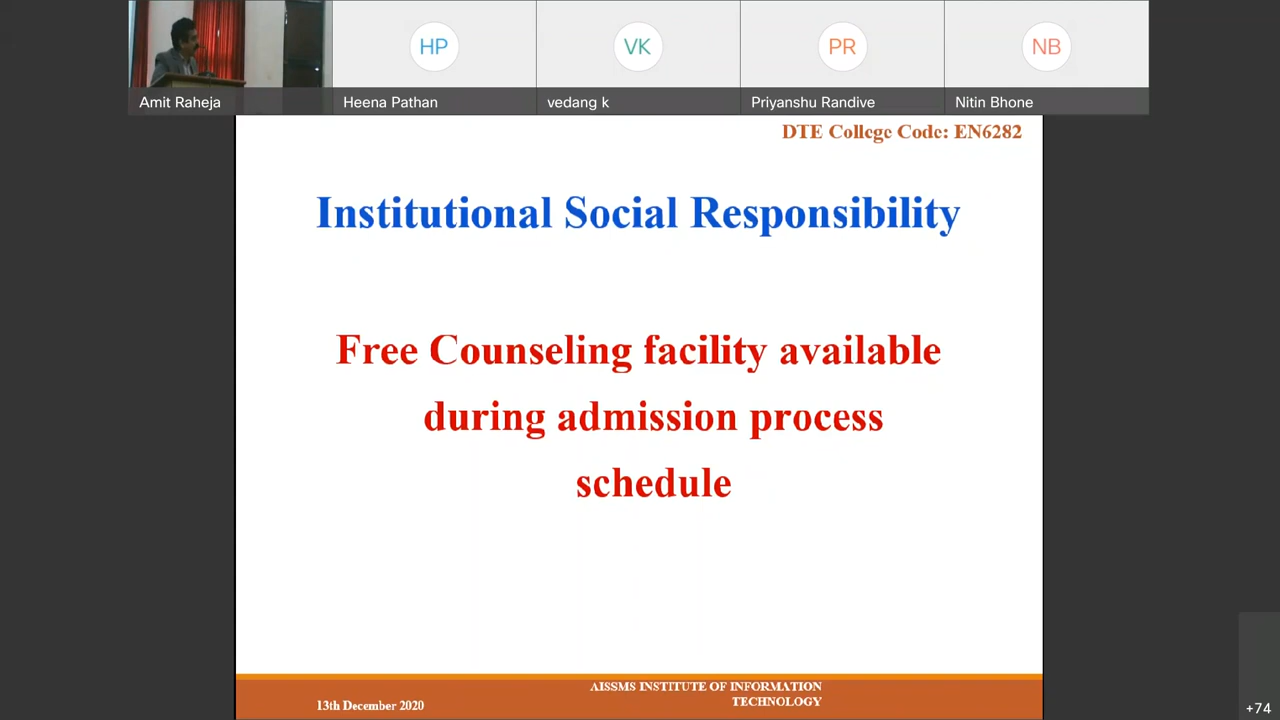 HP
VK
PR
NB
Amit Raheja
Heena Pathan
vedang k
Priyanshu Randive
Nitin Bhone
DTE College Code: EN6282
Institutional Social Responsibility
Free Counseling facility available
during admission process
schedule
AISSMS INSTITUTE OF INFORMATION
TECHNOLOGY
13th December 2020
+74